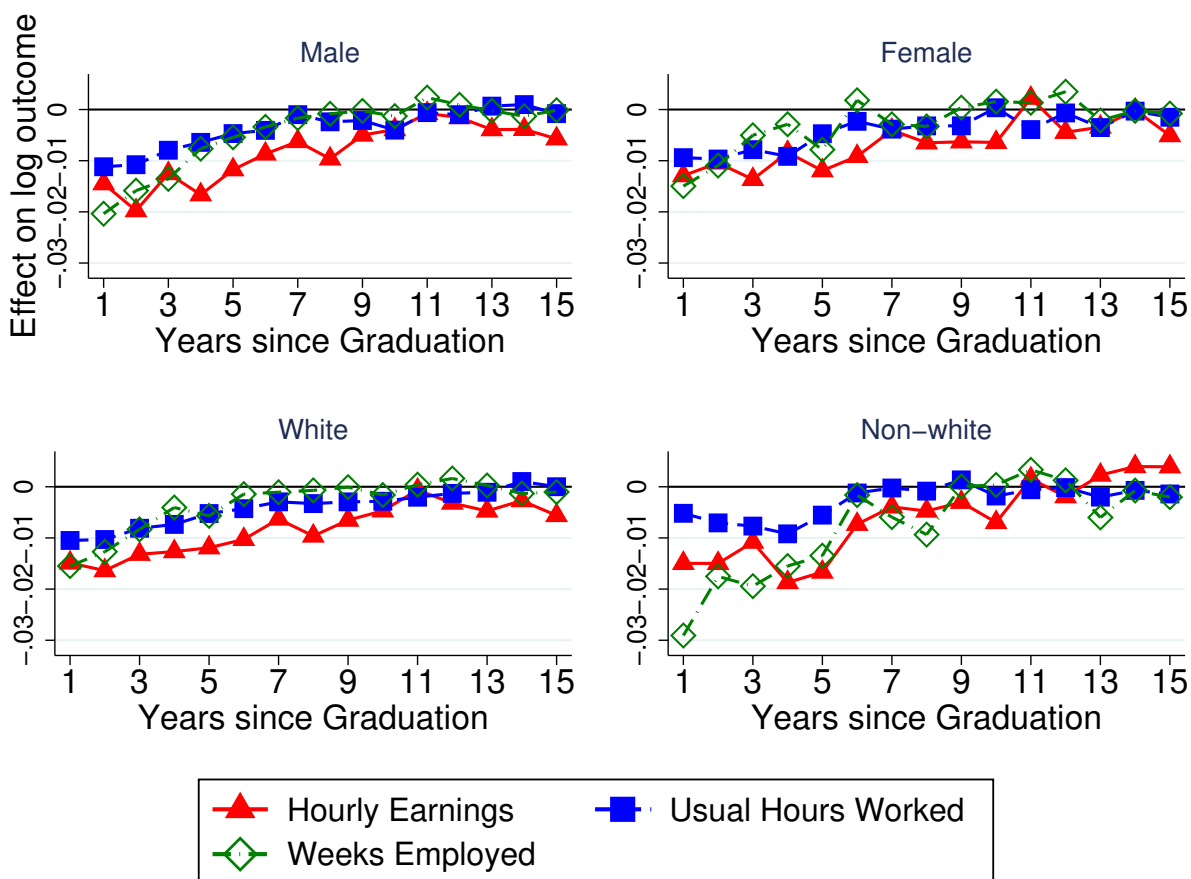 Effect on log outcome
Male
0
−.01
−.02
−.03
1 3 5 7 9 11 13 15
Years since Graduation
Female
0
−.01
−.02
−.03
1 3 5 7 9 11 13 15
Years since Graduation
White
0
−.01
−.02
−.03
1 3 5 7 9 11 13 15
Years since Graduation
Non−white
0
−.01
−.02
−.03
1 3 5 7 9 11 13 15
Years since Graduation
Hourly Earnings
Usual Hours Worked
Weeks Employed